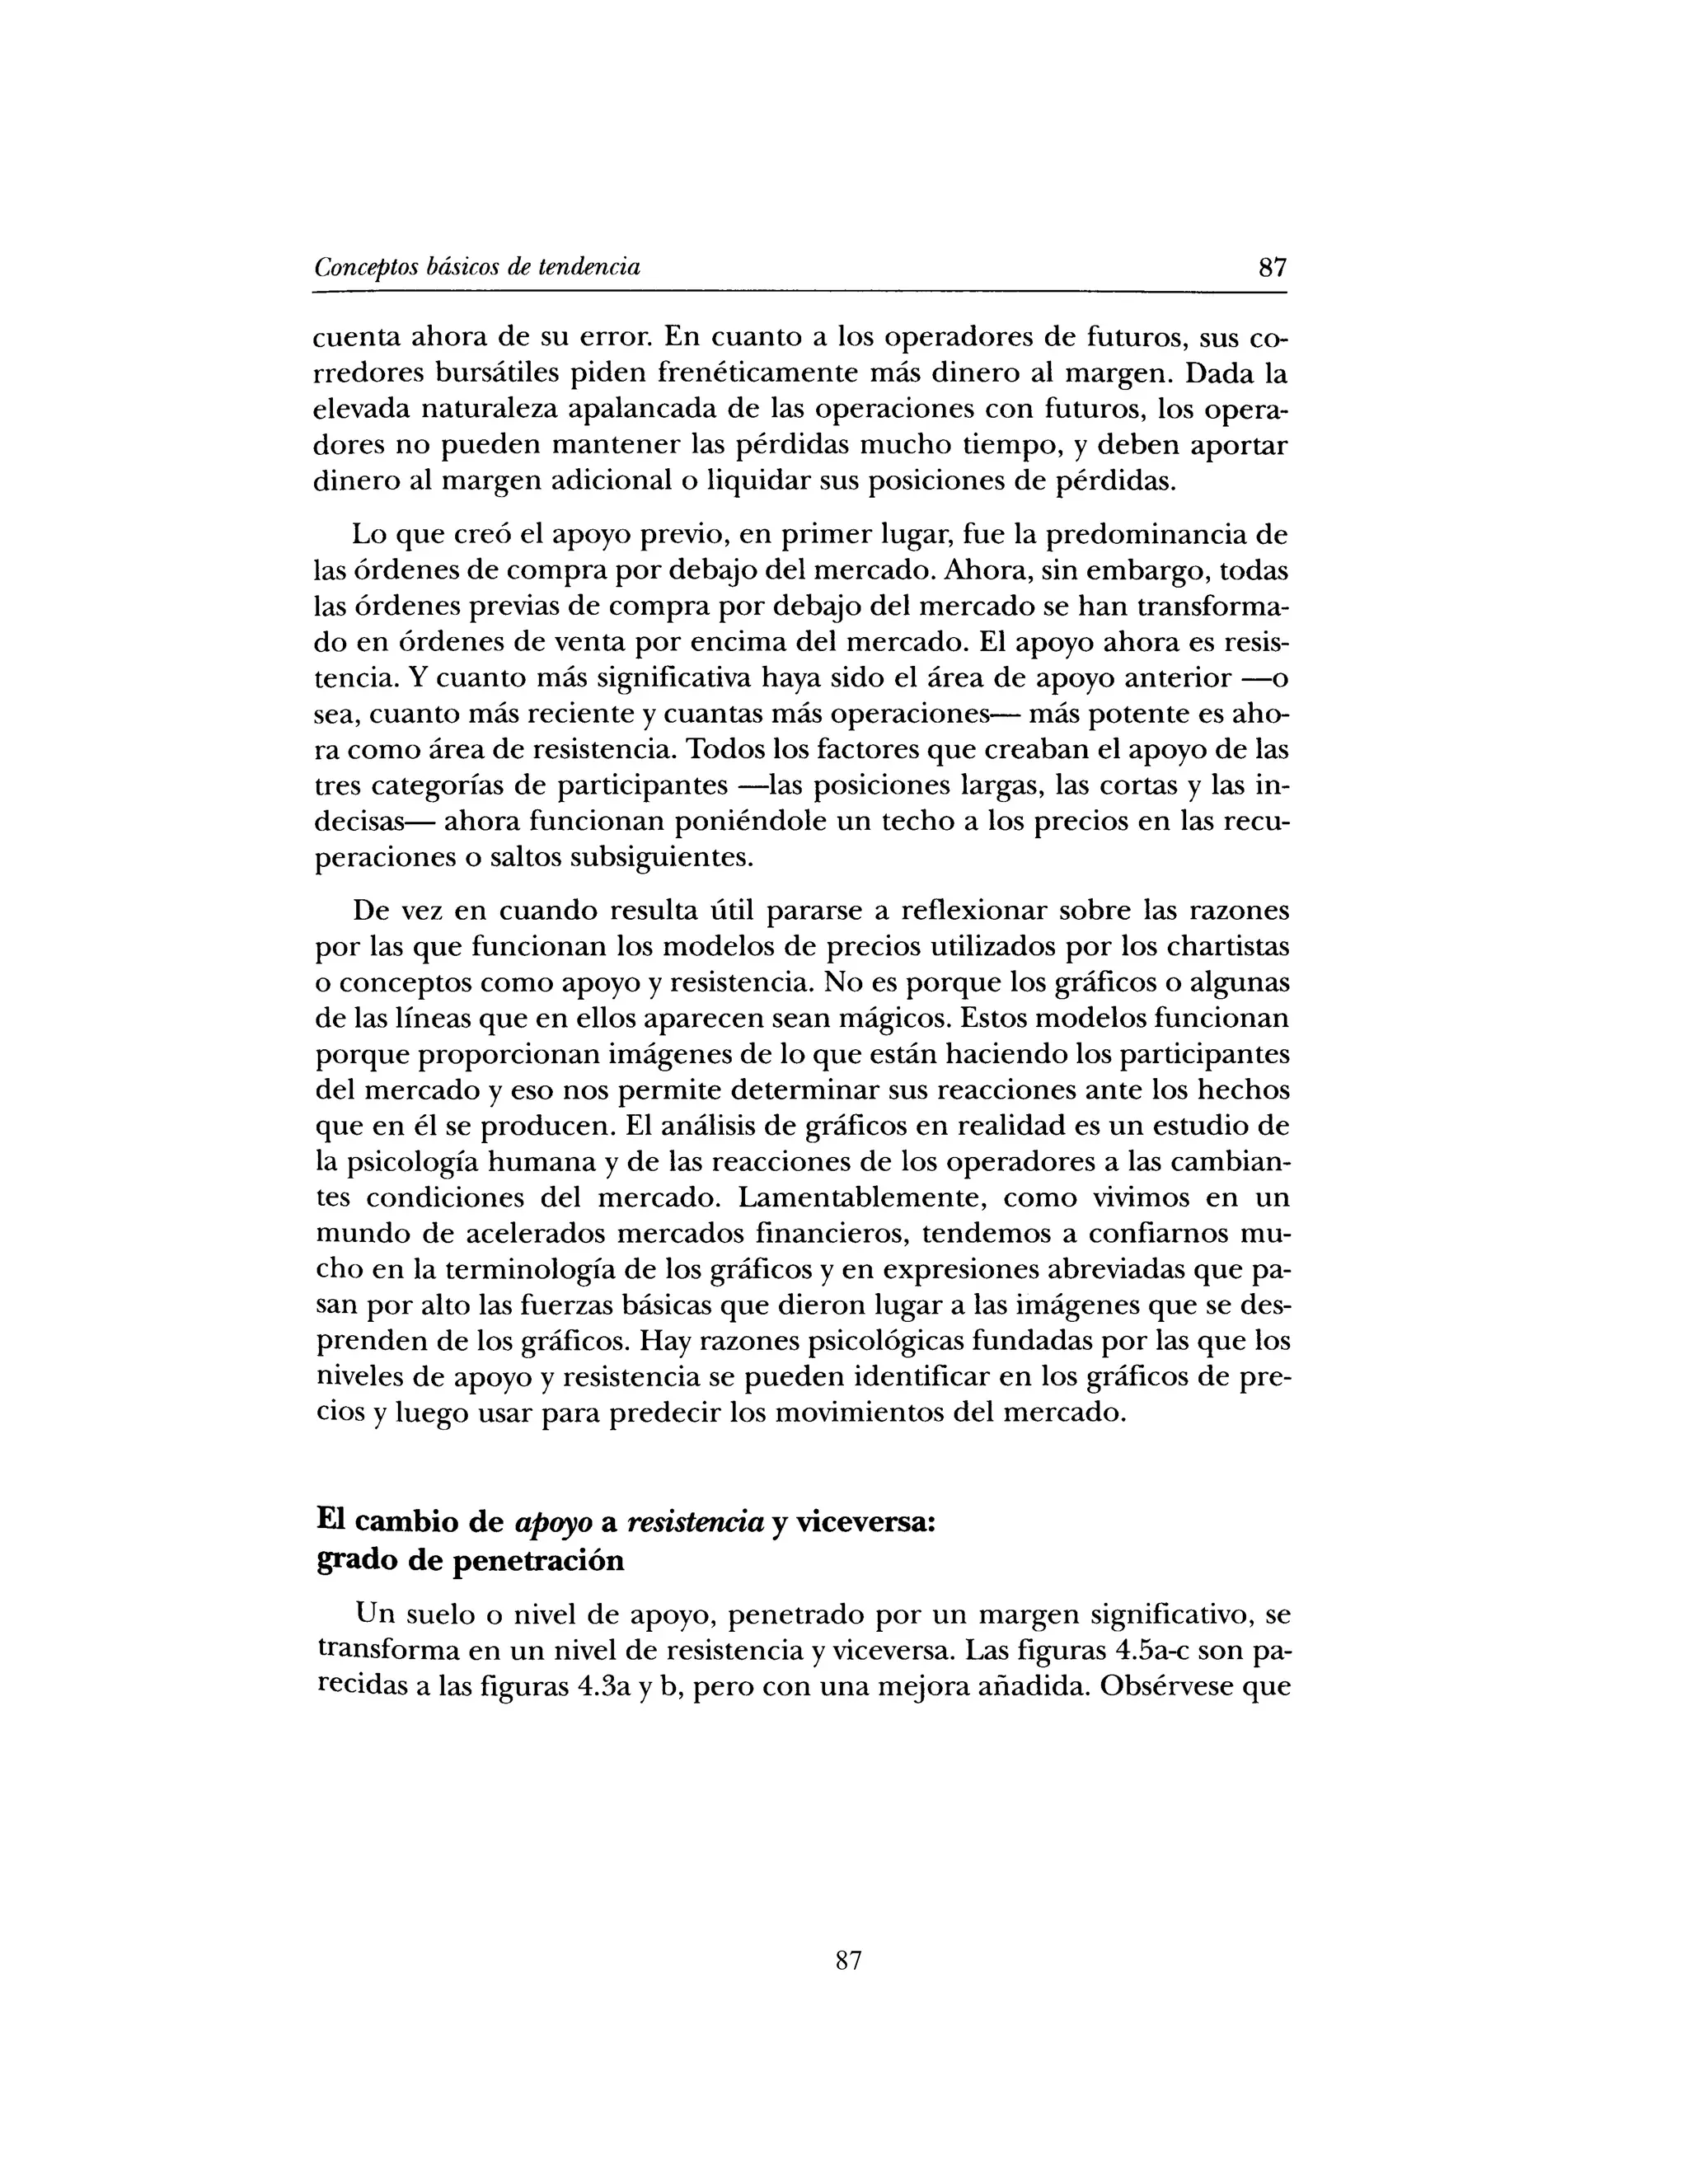 Conceptos básicos de tendencia 87
cuenta ahora de su error. En cuanto a los operadores de futuros, sus co-
rredores bursátiles piden frenéticamente más dinero al margen. Dada la
elevada naturaleza apalancada de las operaciones con futuros, los opera-
dores no pueden mantener las pérdidas mucho tiempo, y deben aportar
dinero al margen adicional o liquidar sus posiciones de pérdidas.
Lo que creó el apoyo previo, en primer lugar, fue la predominancia de
las órdenes de compra por debajo del mercado. Ahora, sin embargo, todas
las órdenes previas de compra por debajo del mercado se han transforma-
do en órdenes de venta por encima del mercado. El apoyo ahora es resis-
tencia. Y cuanto más significativa haya sido el área de apoyo anterior —o
sea, cuanto más reciente y cuantas más operaciones— más potente es aho-
ra como área de resistencia. Todos los factores que creaban el apoyo de las
tres categorías de participantes —las posiciones largas, las cortas y las in-
decisas— ahora funcionan poniéndole un techo a los precios en las recu-
peraciones o saltos subsiguientes.
De vez en cuando resulta útil pararse a reflexionar sobre las razones
por las que funcionan los modelos de precios utilizados por los chartistas
o conceptos como apoyo y resistencia. No es porque los gráficos o algunas
de las líneas que en ellos aparecen sean mágicos. Estos modelos funcionan
porque proporcionan imágenes de lo que están haciendo los participantes
del mercado y eso nos permite determinar sus reacciones ante los hechos
que en él se producen. El análisis de gráficos en realidad es un estudio de
la psicología humana y de las reacciones de los operadores a las cambian-
tes condiciones del mercado. Lamentablemente, como vivimos en un
mundo de acelerados mercados financieros, tendemos a confiarnos mu-
cho en la terminología de los gráficos y en expresiones abreviadas que pa-
san por alto las fuerzas básicas que dieron lugar a las imágenes que se des-
prenden de los gráficos. Hay razones psicológicas fundadas por las que los
niveles de apoyo y resistencia se pueden identificar en los gráficos de pre-
cios y luego usar para predecir los movimientos del mercado.
El cambio de apoyo a resistencia y viceversa:
grado de penetración
Un suelo o nivel de apoyo, penetrado por un margen significativo, se
transforma en un nivel de resistencia y viceversa. Las figuras 4.5a-c son pa-
recidas a las figuras 4.3a y b, pero con una mejora añadida. Obsérvese que
87